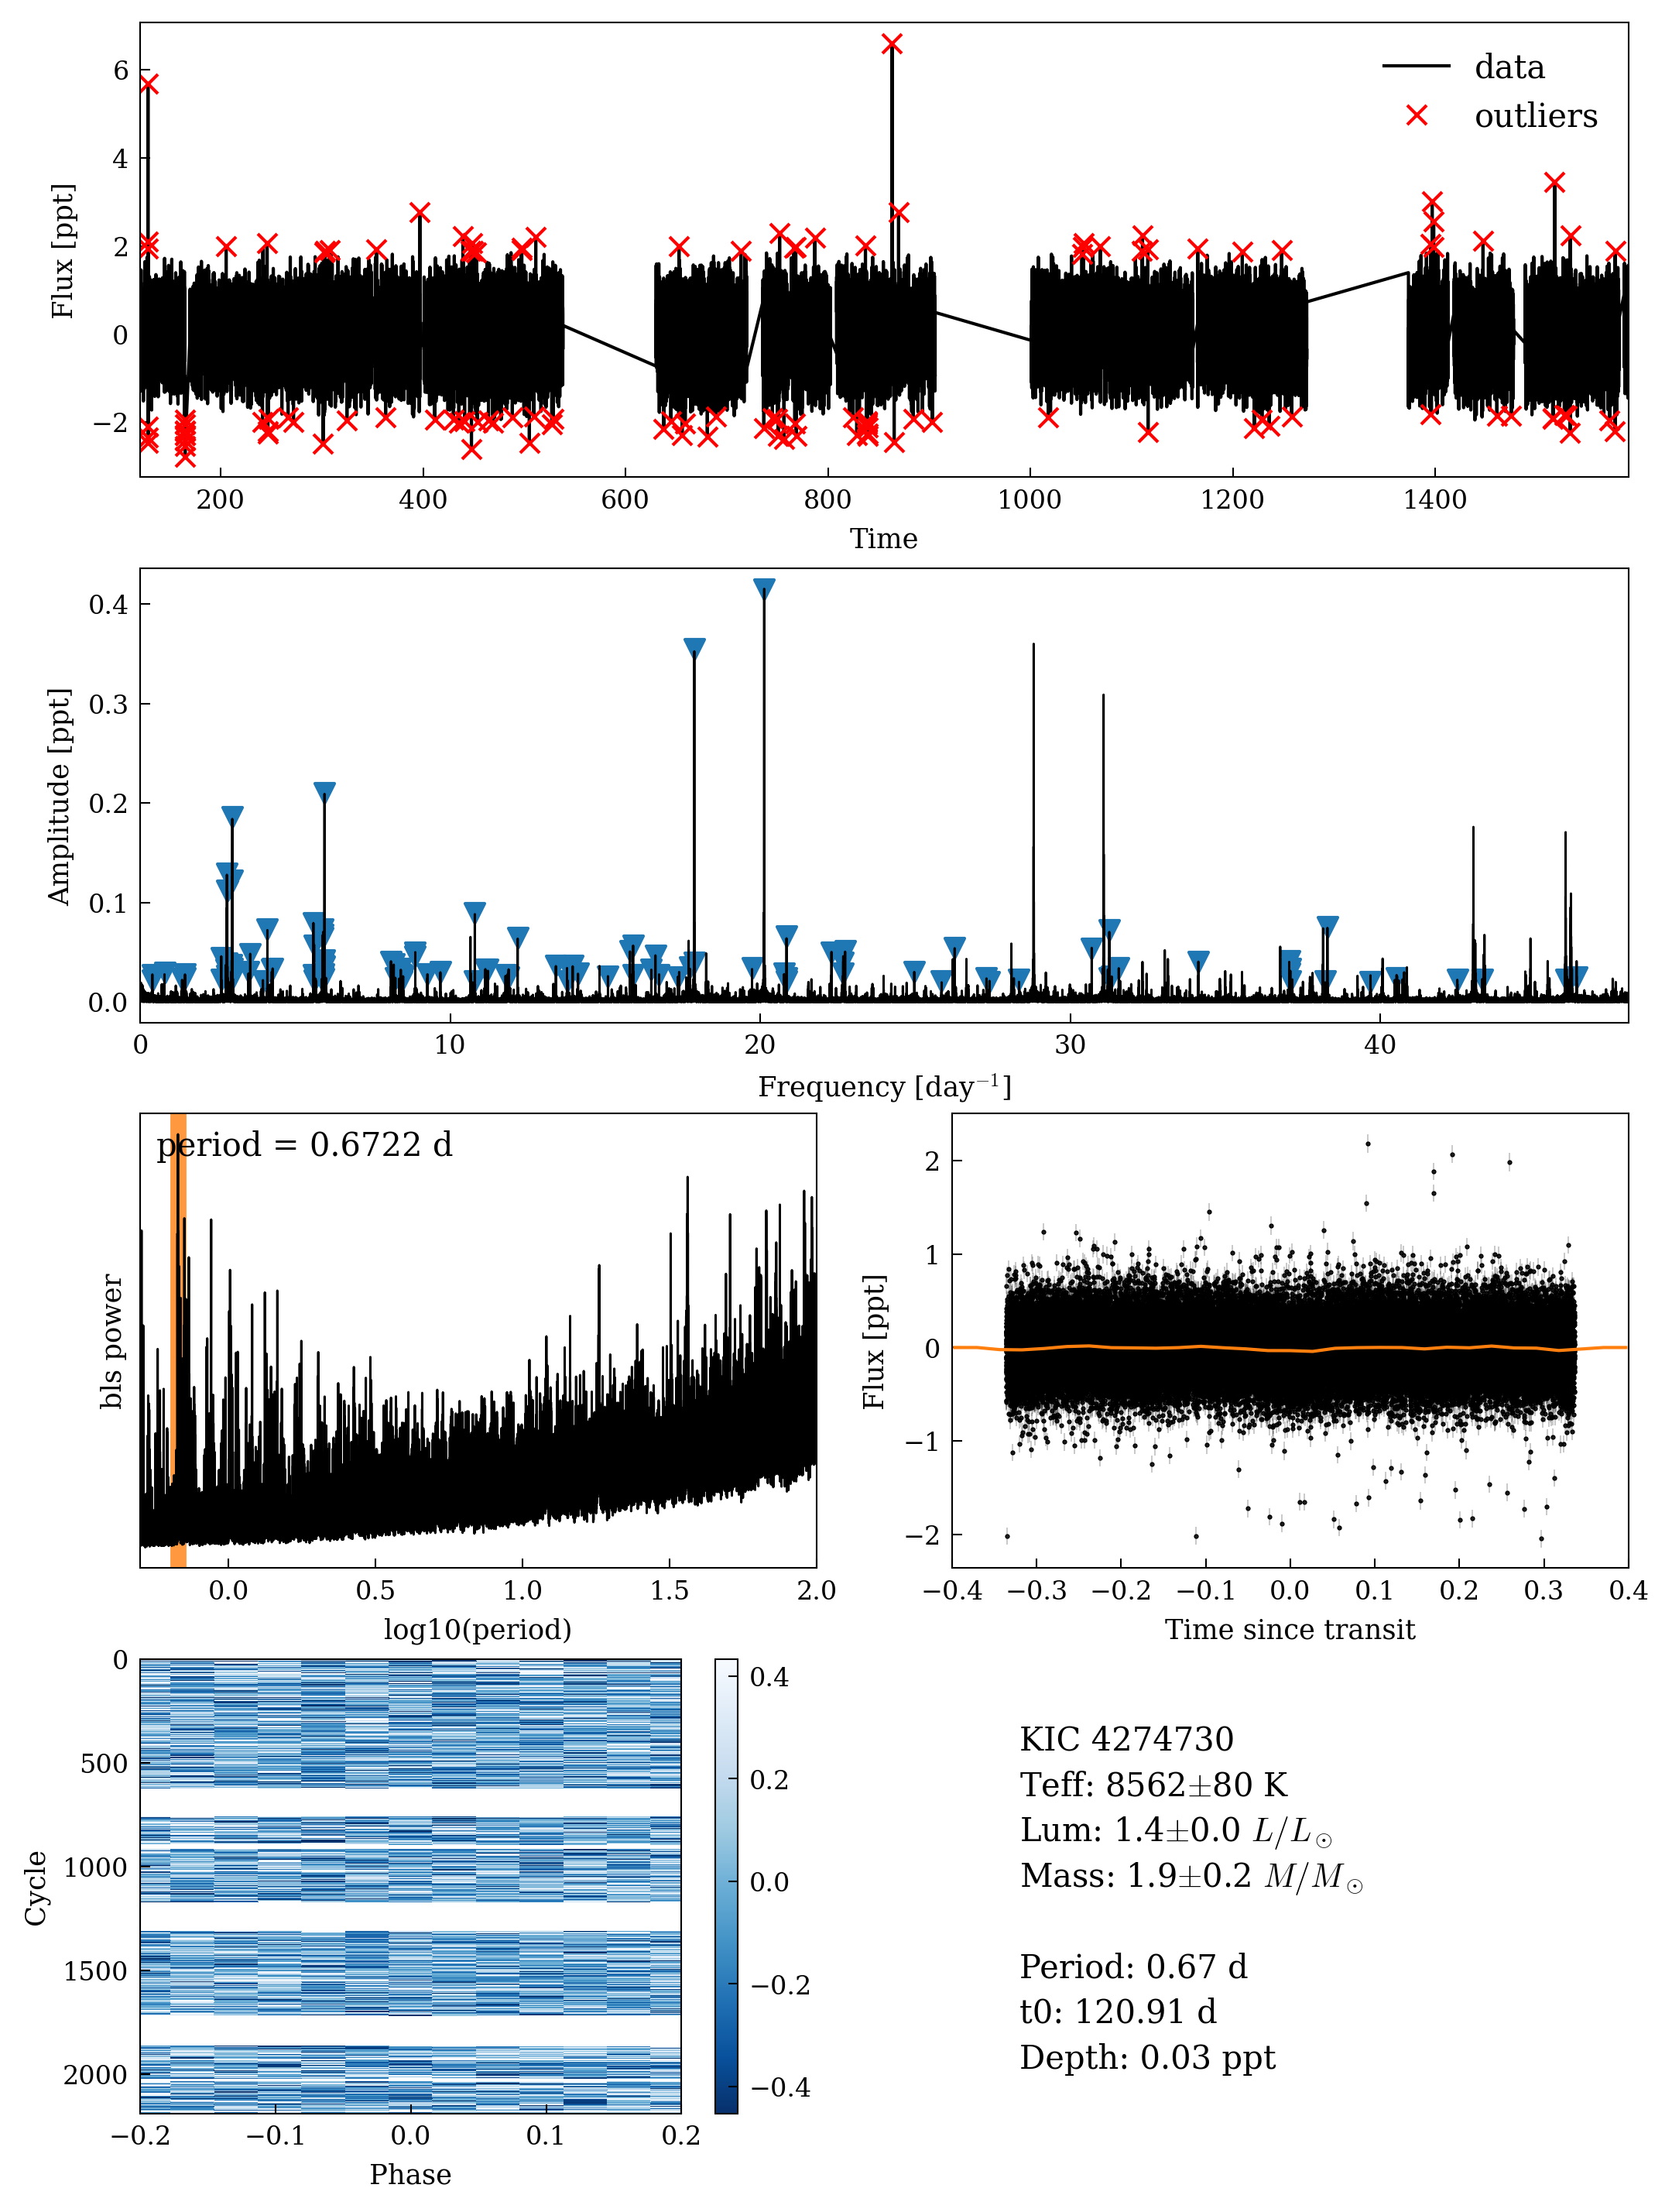 data
outliers
6
4
2
0
−2
Flux [ppt]
200 400 600 800 1000 1200 1400
Time
0.4
0.3
0.2
0.1
0.0
Amplitude [ppt]
0 10 20 30 40
Frequency [day⁻¹]
period = 0.6722 d
bls power
0.0 0.5 1.0 1.5 2.0
log10(period)
2
1
0
−1
−2
Flux [ppt]
−0.4 −0.3 −0.2 −0.1 0.0 0.1 0.2 0.3 0.4
Time since transit
0
500
1000
1500
2000
Cycle
−0.2 −0.1 0.0 0.1 0.2
Phase
0.4
0.2
0.0
−0.2
−0.4
KIC 4274730
Teff: 8562±80 K
Lum: 1.4±0.0 L/L⊙
Mass: 1.9±0.2 M/M⊙
Period: 0.67 d
t0: 120.91 d
Depth: 0.03 ppt